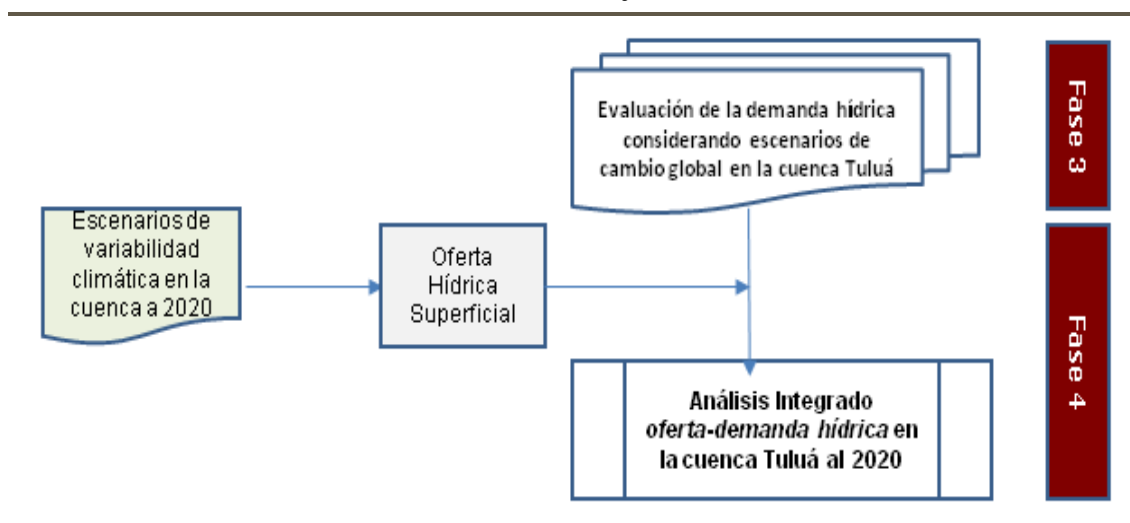 Evaluación de la demanda hídrica
considerando escenarios de
cambio global en la cuenca Tuluá
Fase 3
Escenarios de
variabilidad
climática en la
cuenca a 2020
Oferta
Hídrica
Superficial
Análisis Integrado
oferta-demanda hídrica en
la cuenca Tuluá al 2020
Fase 4